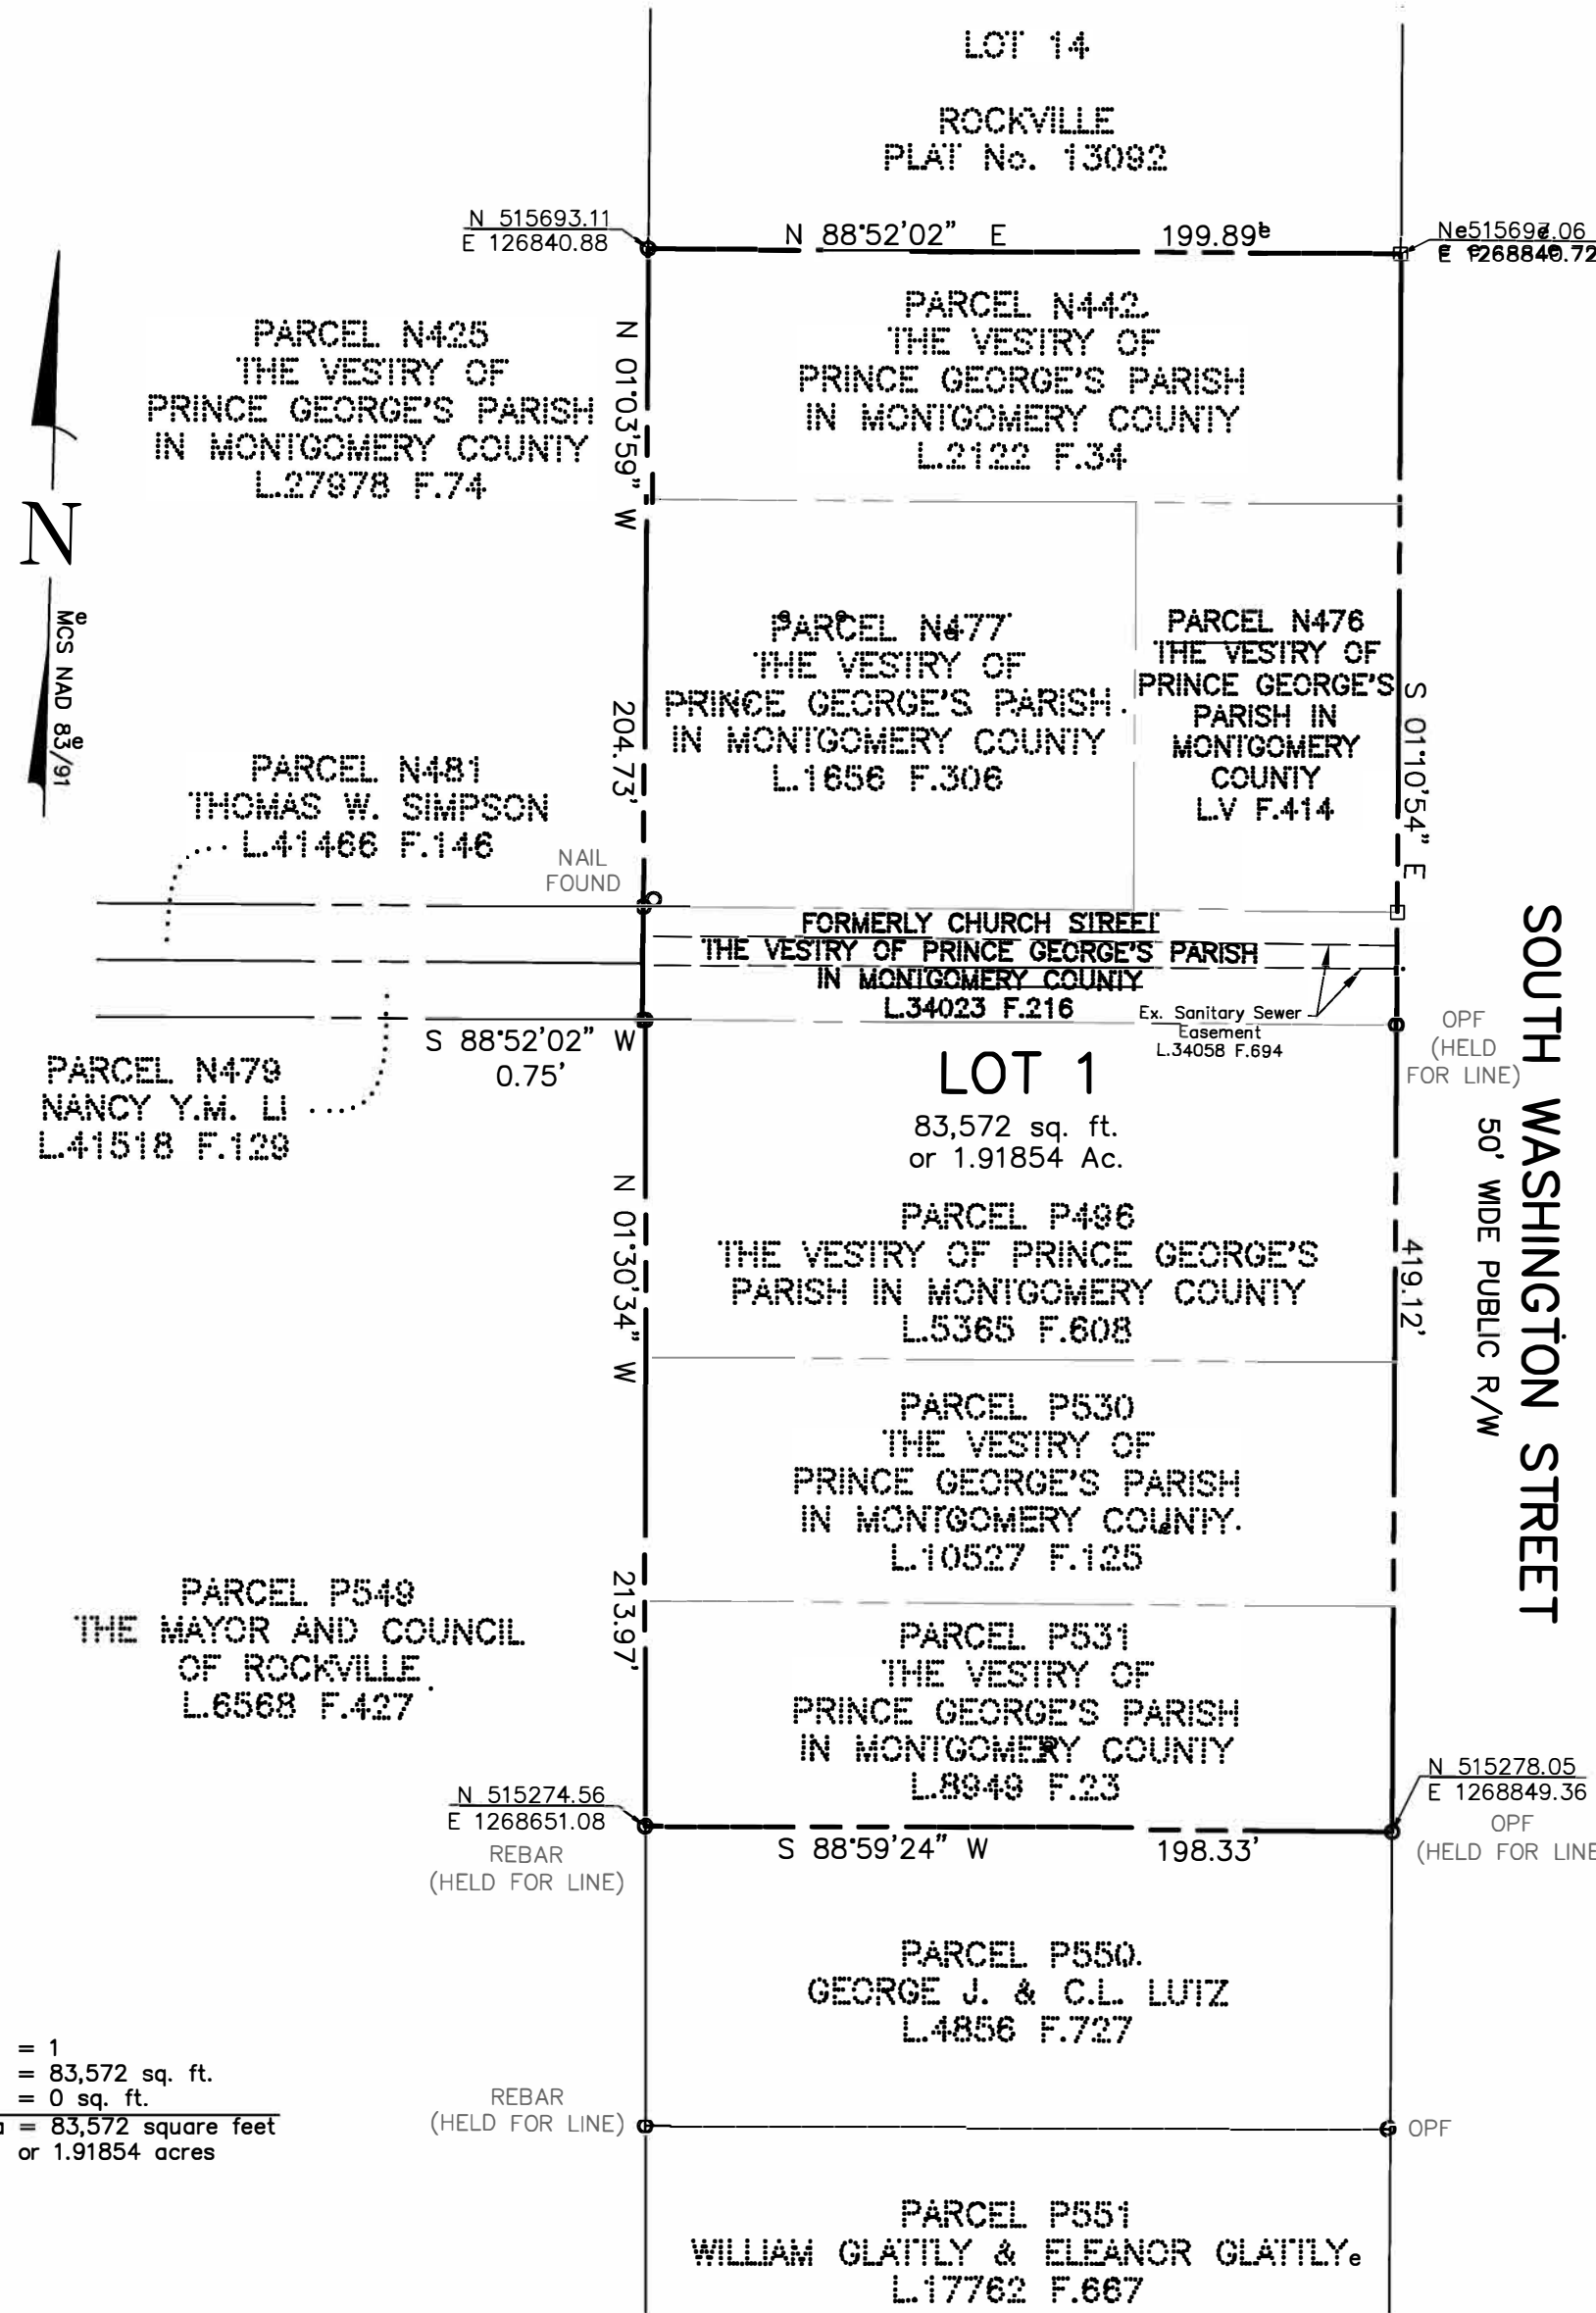 LOT 14
ROCKVILLE
PLAT No. 13092
N 515693.11
E 126840.88
N 88°52'02" E
199.89'
PARCEL N442
THE VESTRY OF
PRINCE GEORGE'S PARISH
IN MONTGOMERY COUNTY
L.2122 F.34
PARCEL N425
THE VESTRY OF
PRINCE GEORGE'S PARISH
IN MONTGOMERY COUNTY
L.27978 F.74
N 01°03'59" W
204.73'
N
MCS NAD 83/91
PARCEL N477
THE VESTRY OF
PRINCE GEORGE'S PARISH
IN MONTGOMERY COUNTY
L.1656 F.306
PARCEL N476
THE VESTRY OF
PRINCE GEORGE'S
PARISH IN
MONTGOMERY
COUNTY
L.V F.414
S 01°10'54" E
419.12'
PARCEL N481
THOMAS W. SIMPSON
L.41466 F.146
NAIL
FOUND
FORMERLY CHURCH STREET
THE VESTRY OF PRINCE GEORGE'S PARISH
IN MONTGOMERY COUNTY
L.34023 F.216
Ex. Sanitary Sewer
Easement
L.34058 F.694
OPF
(HELD
FOR LINE)
SOUTH WASHINGTON STREET
50' WIDE PUBLIC R/W
S 88°52'02" W
0.75'
PARCEL N479
NANCY Y.M. LI
L.41518 F.129
LOT 1
83,572 sq. ft.
or 1.91854 Ac.
N 01°30'34" W
213.97'
PARCEL P496
THE VESTRY OF PRINCE GEORGE'S
PARISH IN MONTGOMERY COUNTY
L.5365 F.608
PARCEL P530
THE VESTRY OF
PRINCE GEORGE'S PARISH
IN MONTGOMERY COUNTY
L.10527 F.125
PARCEL P549
THE MAYOR AND COUNCIL
OF ROCKVILLE
L.6568 F.427
PARCEL P531
THE VESTRY OF
PRINCE GEORGE'S PARISH
IN MONTGOMERY COUNTY
L.8949 F.23
N 515274.56
E 1268651.08
REBAR
(HELD FOR LINE)
S 88°59'24" W
198.33'
N 515278.05
E 1268849.36
OPF
(HELD FOR LINE
PARCEL P550
GEORGE J. & C.L. LUTZ
L.4856 F.727
= 1
= 83,572 sq. ft.
= 0 sq. ft.
= 83,572 square feet
or 1.91854 acres
REBAR
(HELD FOR LINE)
OPF
PARCEL P551
WILLIAM GLATTLY & ELEANOR GLATTLY
L.17762 F.667